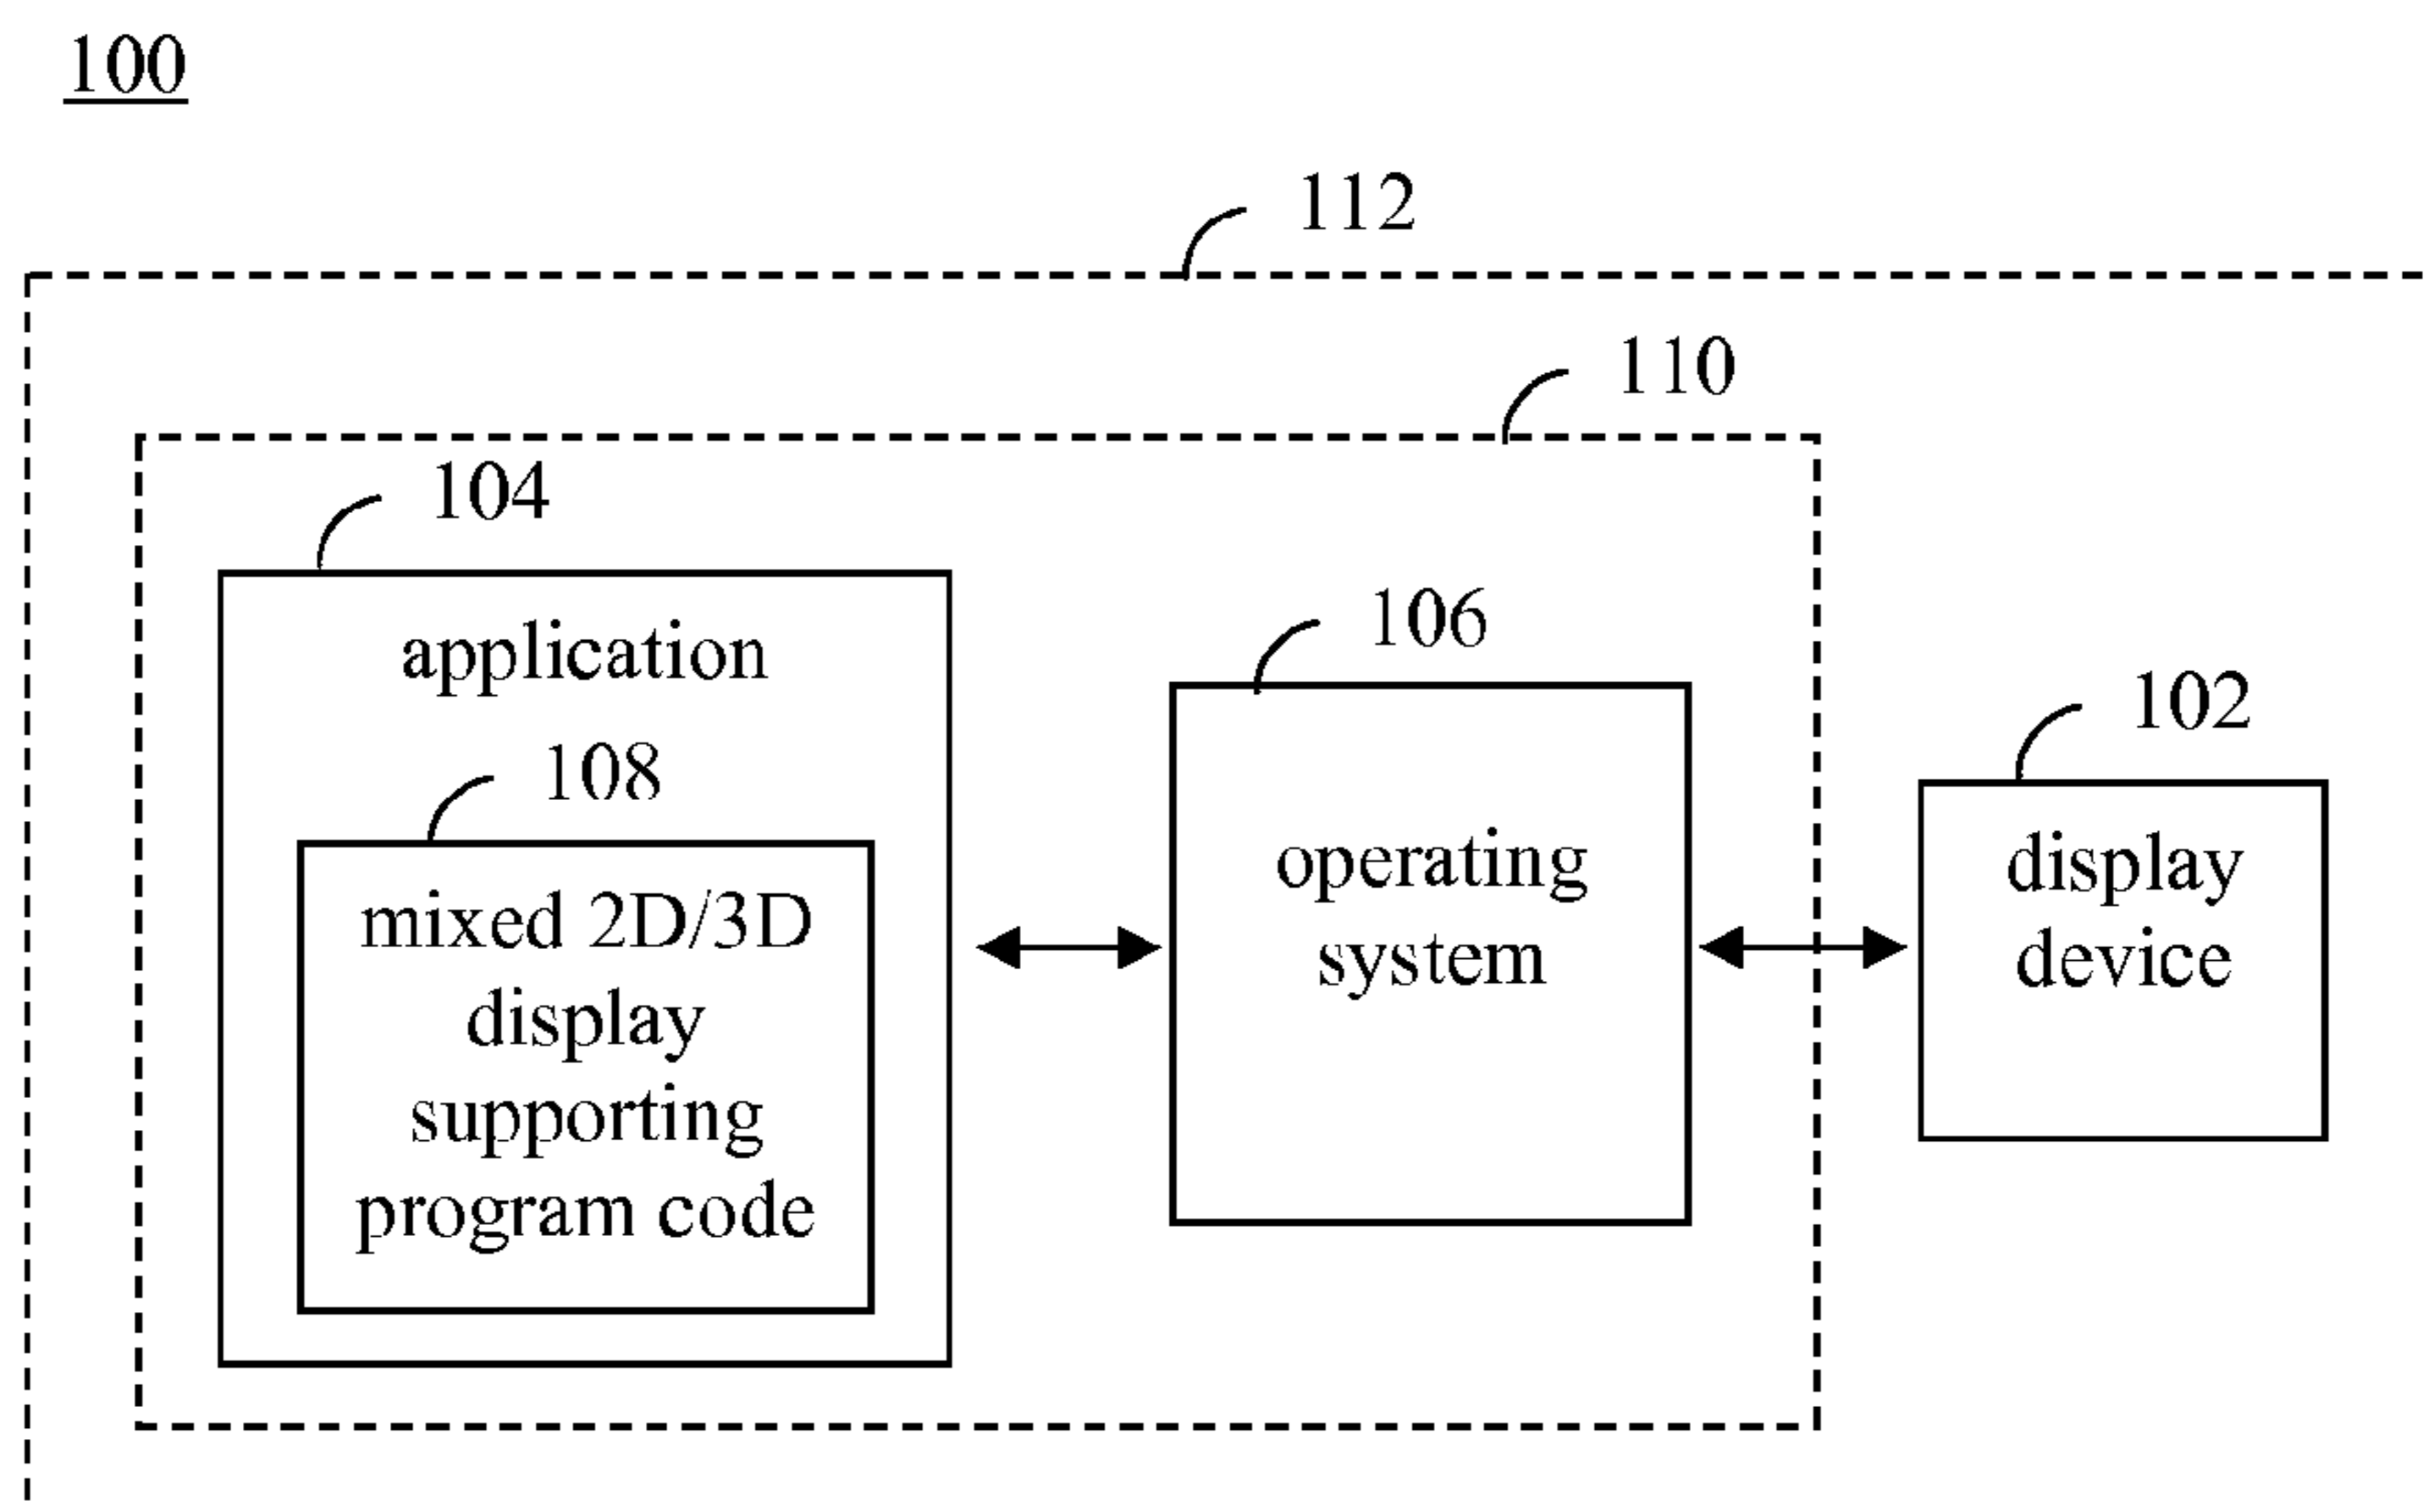 100
112
110
104
application
106
102
108
mixed 2D/3D
display
supporting
program code
operating
system
display
device